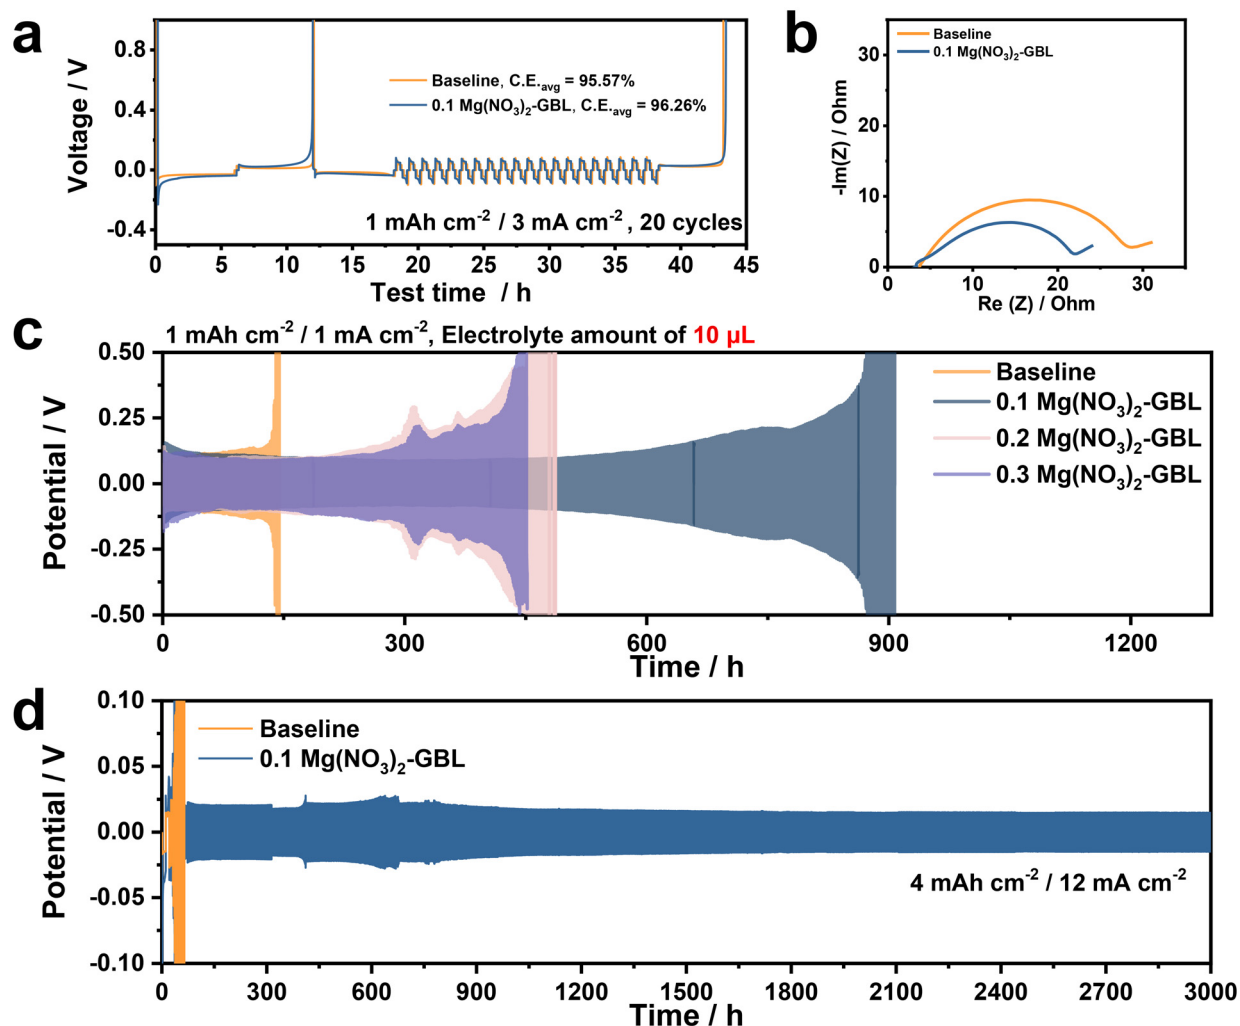 a
0.8
0.4
0.0
-0.4
Voltage / V
Baseline, C.E.avg = 95.57%
0.1 Mg(NO3)2-GBL, C.E.avg = 96.26%
1 mAh cm-2 / 3 mA cm-2, 20 cycles
0 5 10 15 20 25 30 35 40 45
Test time / h
b
30
20
10
0
-Im(Z) / Ohm
Baseline
0.1 Mg(NO3)2-GBL
0 10 20 30
Re (Z) / Ohm
c
1 mAh cm-2 / 1 mA cm-2, Electrolyte amount of 10 µL
0.50
0.25
0.00
-0.25
-0.50
Potential / V
Baseline
0.1 Mg(NO3)2-GBL
0.2 Mg(NO3)2-GBL
0.3 Mg(NO3)2-GBL
0 300 600 900 1200
Time / h
d
0.10
0.05
0.00
-0.05
-0.10
Potential / V
Baseline
0.1 Mg(NO3)2-GBL
4 mAh cm-2 / 12 mA cm-2
0 300 600 900 1200 1500 1800 2100 2400 2700 3000
Time / h